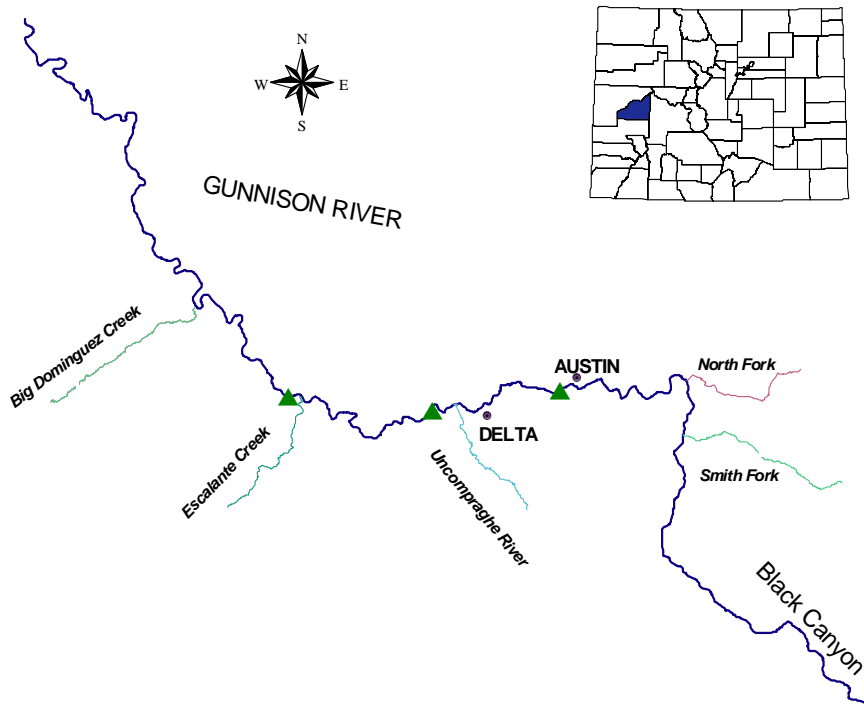 N
W
E
S
GUNNISON RIVER
Big Dominguez Creek
AUSTIN
North Fork
DELTA
Escalante Creek
Uncompraghe River
Smith Fork
Black Canyon